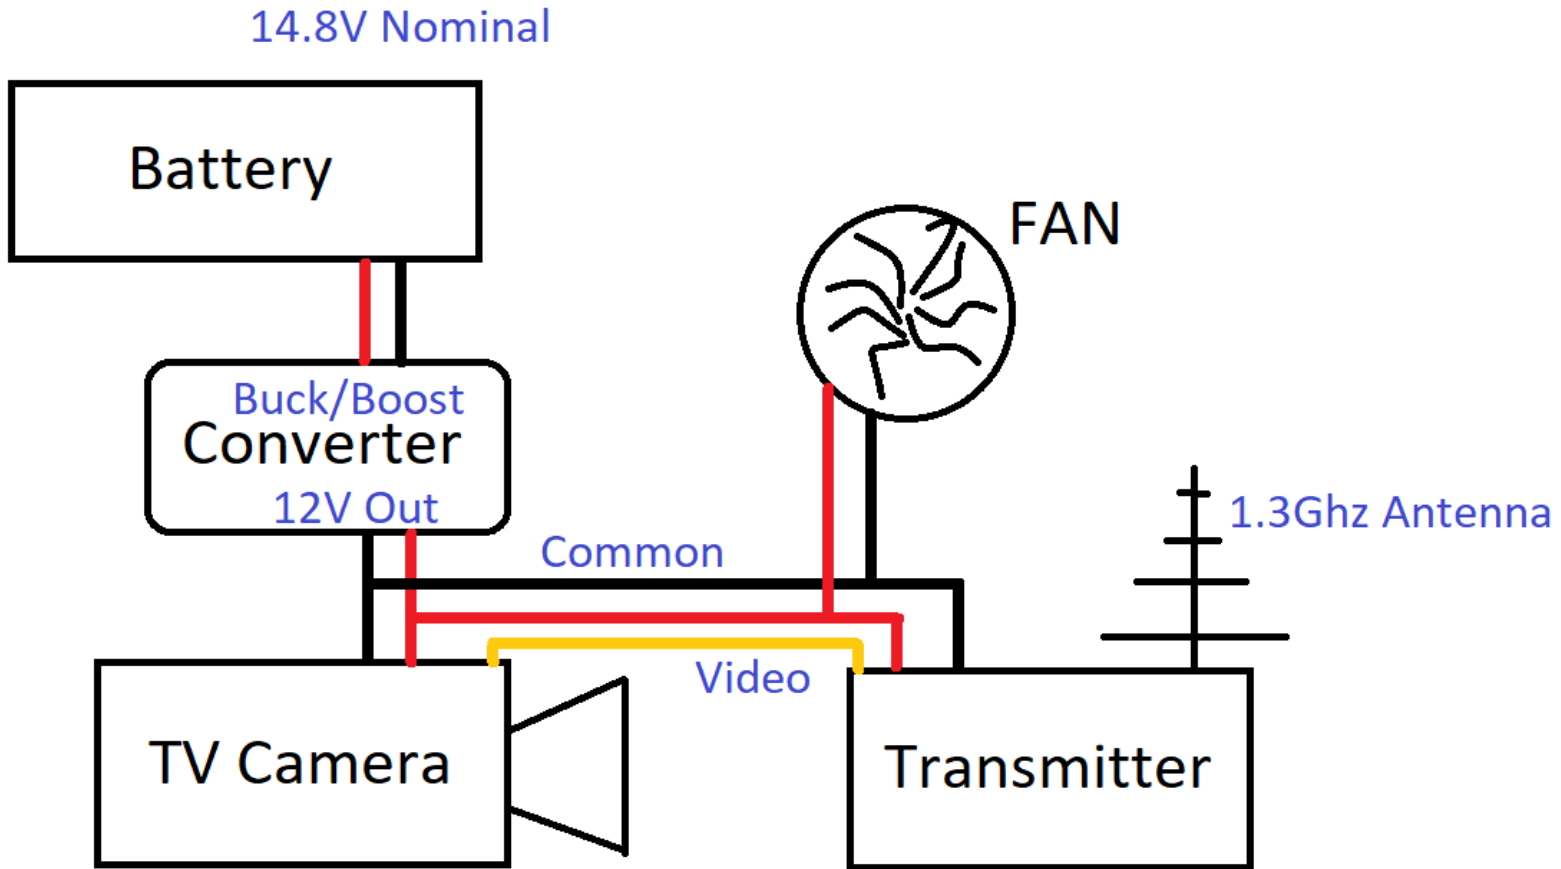 14.8V Nominal
Battery
FAN
Buck/Boost
Converter
12V Out
1.3Ghz Antenna
Common
Video
TV Camera
Transmitter